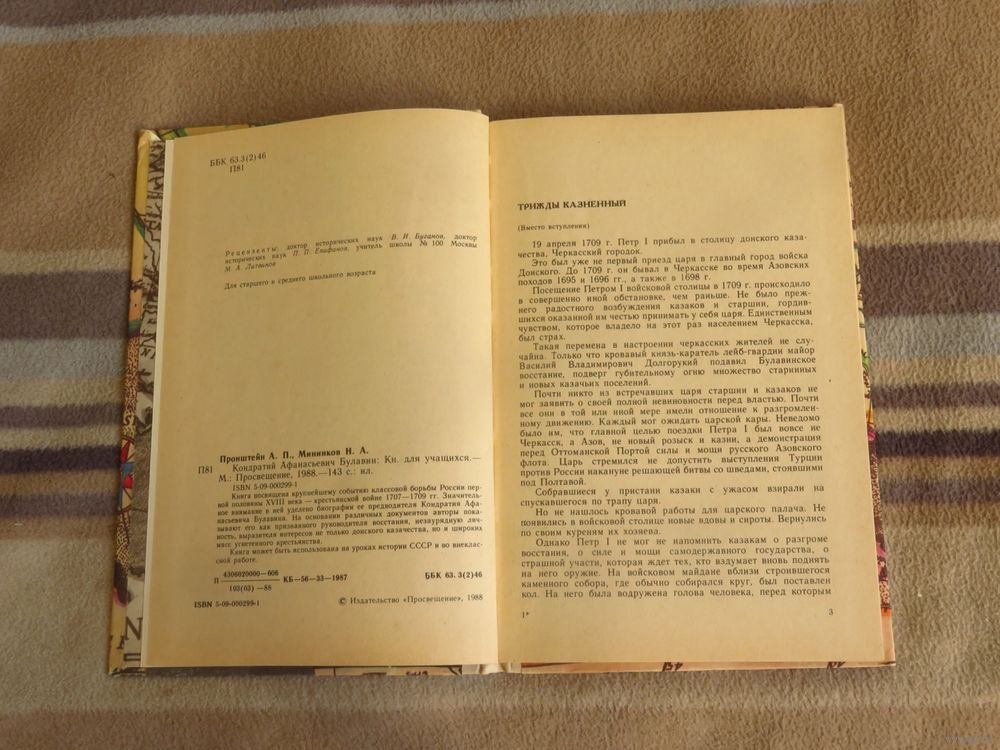 ББК 63.3(2)46
П81
Рецензенты: доктор исторических наук В. И. Буганов, доктор
исторических наук П. П. Епифанов, учитель школы № 100 Москвы
М. А. Литвинов
Для старшего и среднего школьного возраста
Пронштейн А. П., Мининков Н. А.
П81 Кондратий Афанасьевич Булавин: Кн. для учащихся.—
М.: Просвещение, 1988.—143 с.: ил.
ISBN 5-09-000299-1
Книга посвящена крупнейшему событию классовой борьбы России пер-
вой половины XVIII века — крестьянской войне 1707—1709 гг. Значитель-
ное внимание в ней уделено биографии ее предводителя Кондратия Афа-
насьевича Булавина. На основании различных документов авторы пока-
зывают его как призванного руководителя восстания, незаурядную лич-
ность, выразителя интересов не только донского казачества, но и широких
масс угнетенного крестьянства.
Книга может быть использована на уроках истории СССР и во внеклас-
сной работе.
П 4306020000—606 КБ—56—33—1987 ББК 63.3(2)46
103(03)—88
ISBN 5-09-000299-1
© Издательство «Просвещение», 1988
ТРИЖДЫ КАЗНЕННЫЙ
(Вместо вступления)
19 апреля 1709 г. Петр I прибыл в столицу донского каза-
чества, Черкасский городок.
Это был уже не первый приезд царя в главный город войска
Донского. До 1709 г. он бывал в Черкасске во время Азовских
походов 1695 и 1696 гг., а также в 1698 г.
Посещение Петром I войсковой столицы в 1709 г. происходило
в совершенно иной обстановке, чем раньше. Не было преж-
него радостного возбуждения казаков и старшин, гордив-
шихся оказанной им честью принимать у себя царя. Единственным
чувством, которое владело на этот раз населением Черкасска,
был страх.
Такая перемена в настроении черкасских жителей не слу-
чайна. Только что кровавый князь-каратель лейб-гвардии майор
Василий Владимирович Долгорукий подавил Булавинское
восстание, подверг губительному огню множество старинных
и новых казачьих поселений.
Почти никто из встречавших царя старшин и казаков не
мог заявить о своей полной невиновности перед властью. Почти
все они в той или иной мере имели отношение к разгромлен-
ному движению. Каждый мог ожидать царской кары. Неведомо
было им, что главной целью поездки Петра I был вовсе не
Черкасск, а Азов, не новый розыск и казни, а демонстрация
перед Оттоманской Портой силы и мощи русского Азовского
флота. Царь стремился не допустить выступления Турции
против России накануне решающей битвы со шведами, стоявшими
под Полтавой.
Собравшиеся у пристани казаки с ужасом взирали на
спускавшегося по трапу царя.
Но не нашлось кровавой работы для царского палача. Не
появились в войсковой столице новые вдовы и сироты. Вернулись
по своим куреням их хозяева.
Однако Петр I не мог не напомнить казакам о разгроме
восстания, о силе и мощи самодержавного государства, о
страшной участи, которая ждет тех, кто вздумает вновь поднять
на него оружие. На войсковом майдане вблизи строившегося
каменного собора, где обычно собирался круг, был поставлен
кол. На него была водружена голова человека, перед которым
1* 3